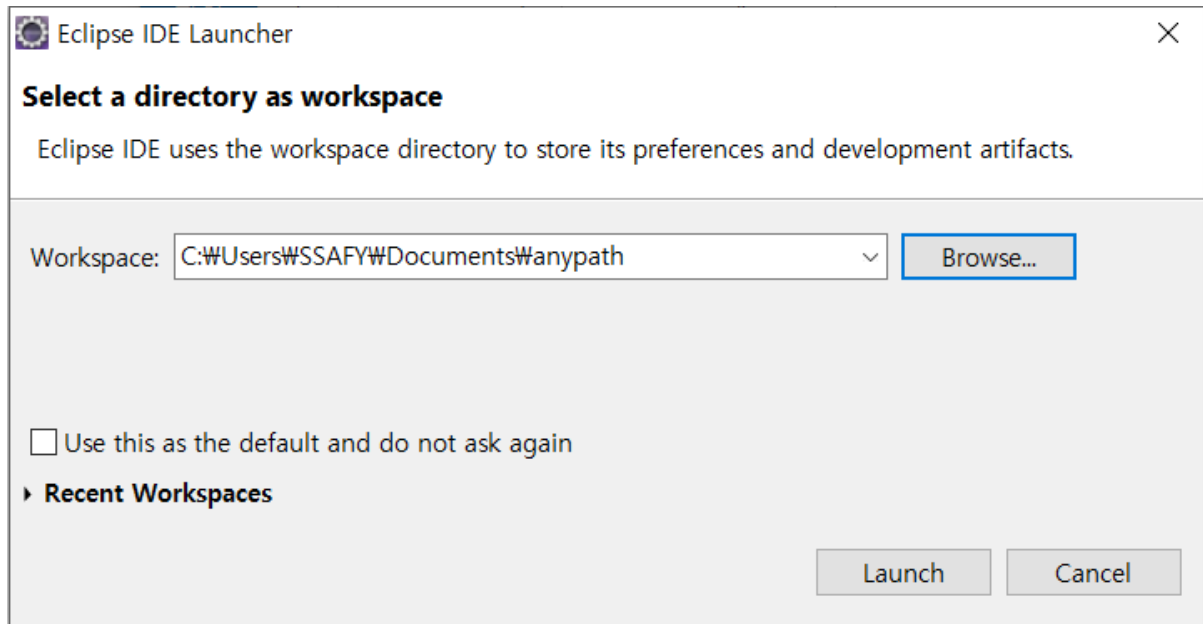 Eclipse IDE Launcher
Select a directory as workspace
Eclipse IDE uses the workspace directory to store its preferences and development artifacts.
Workspace: C:₩Users₩SSAFY₩Documents₩anypath Browse...
Use this as the default and do not ask again
Recent Workspaces
Launch Cancel